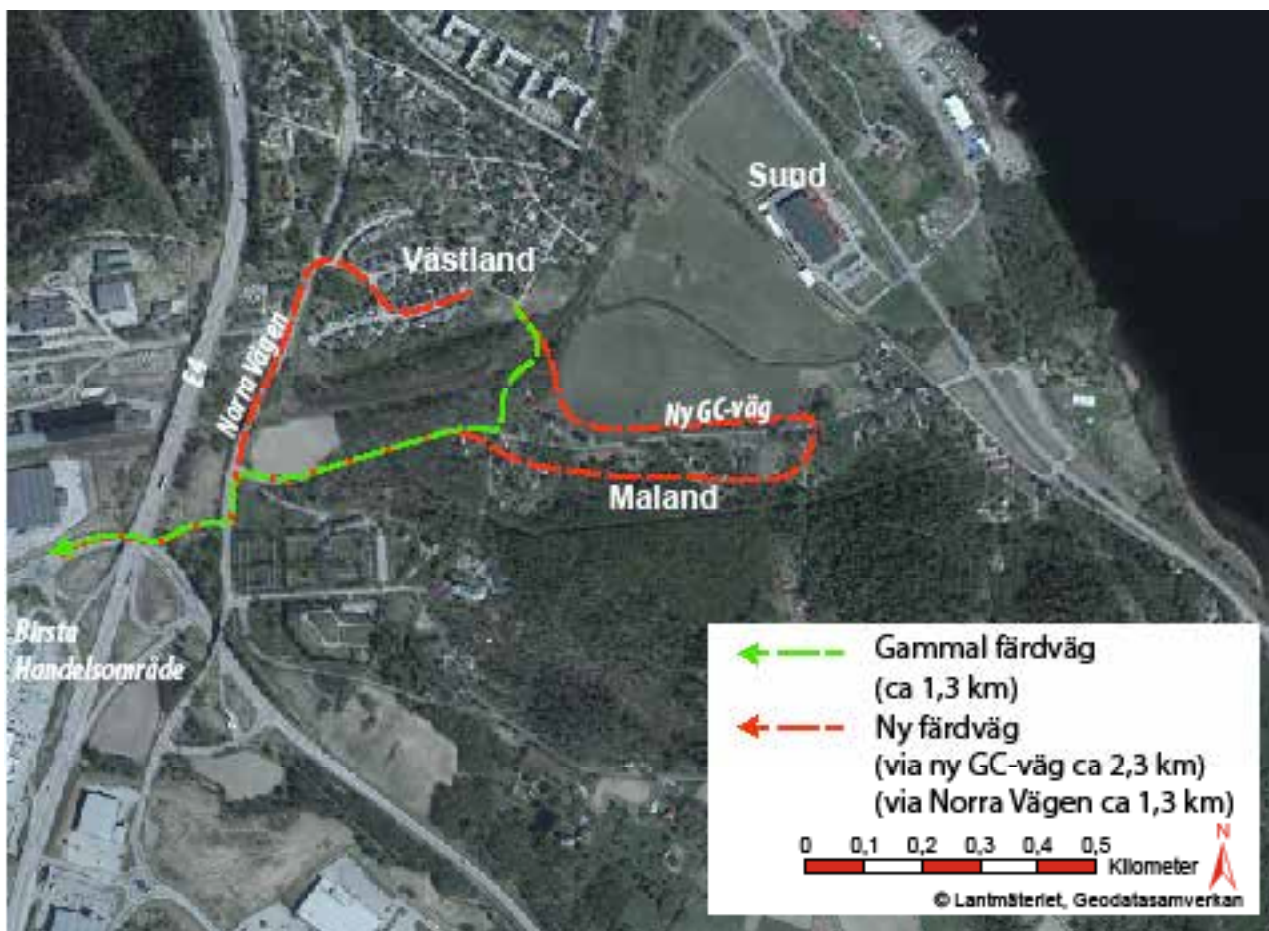 Sund
Västland
E4
Norra Vägen
Ny GC-väg
Maland
Birsta
Handelsområde
Gammal färdväg
(ca 1,3 km)
Ny färdväg
(via ny GC-väg ca 2,3 km)
(via Norra Vägen ca 1,3 km)
N
0 0,1 0,2 0,3 0,4 0,5
Kilometer
© Lantmäteriet, Geodatasamverkan